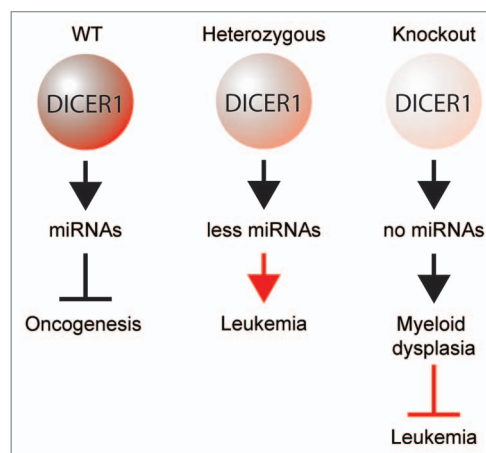 WT
DICER1
miRNAs
Oncogenesis
Heterozygous
DICER1
less miRNAs
Leukemia
Knockout
DICER1
no miRNAs
Myeloid
dysplasia
Leukemia